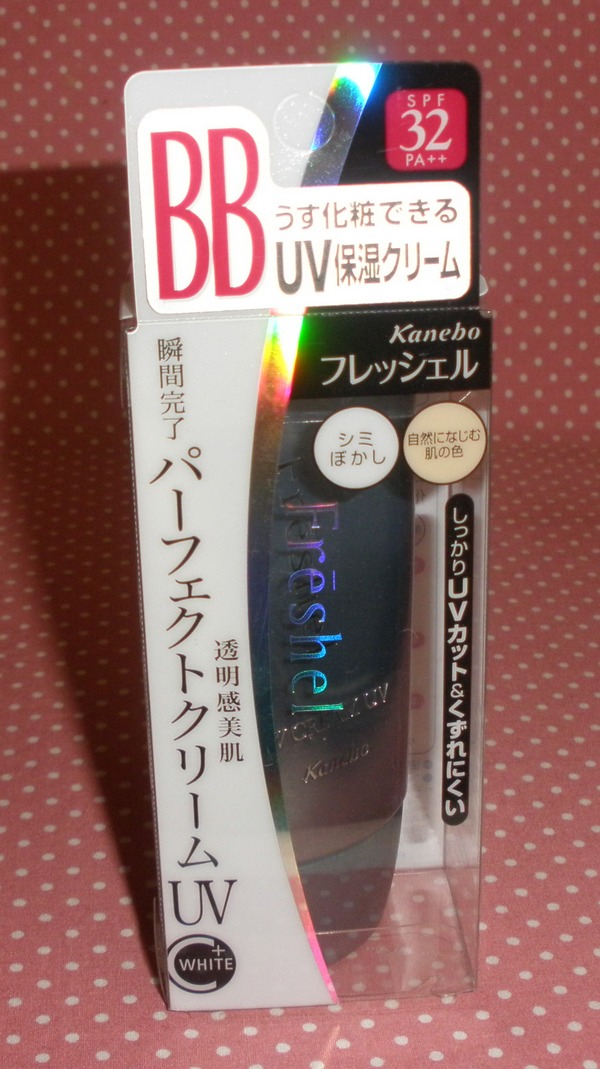 SPF
32
PA++
BB
うす化粧できる
UV保湿クリーム
Kanebo
フレッシェル
シミ
ぼかし
自然になじむ
肌の色
瞬間完了
パーフェクトクリーム
UV
透明感美肌
WHITE
+
しっかりUVカット&くずれにくい
Freshel
UV
Kanebo